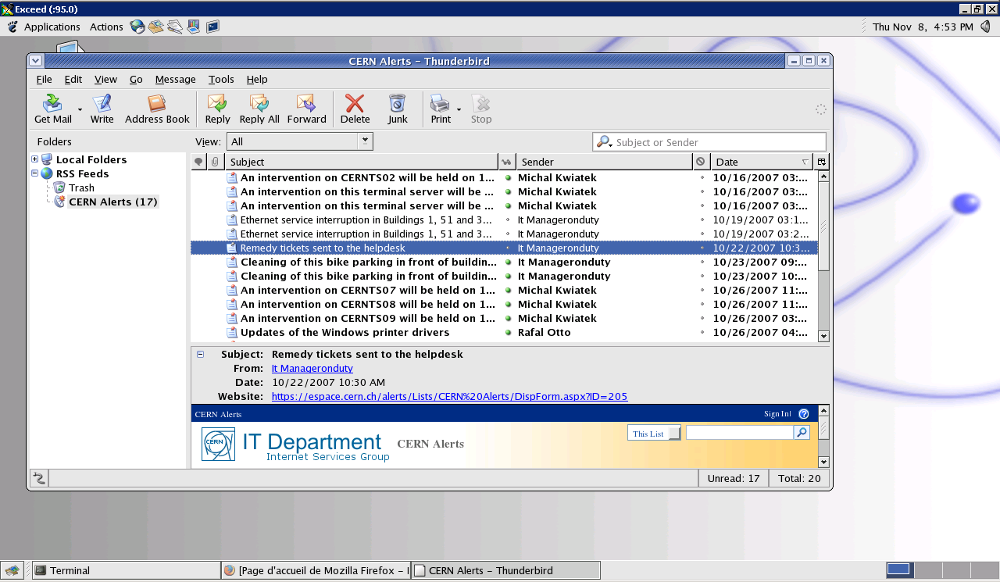 Exceed (:95.0)
Applications Actions Thu Nov 8, 4:53 PM
CERN Alerts - Thunderbird
File Edit View Go Message Tools Help
Get Mail Write Address Book Reply Reply All Forward Delete Junk Print Stop
Folders View: All Subject or Sender
Local Folders
RSS Feeds
Trash
CERN Alerts (17)
Subject Sender Date
An intervention on CERNTS02 will be held on 1... Michal Kwiatek 10/16/2007 03:...
An intervention on this terminal server will be ... Michal Kwiatek 10/16/2007 03:...
An intervention on this terminal server will be ... Michal Kwiatek 10/16/2007 03:...
Ethernet service interruption in Buildings 1, 51 and 3... It Manageronduty 10/19/2007 03:1...
Ethernet service interruption in Buildings 1, 51 and 3... It Manageronduty 10/19/2007 03:2...
Remedy tickets sent to the helpdesk It Manageronduty 10/22/2007 10:3...
Cleaning of this bike parking in front of buildin... It Manageronduty 10/23/2007 09:...
Cleaning of this bike parking in front of buildin... It Manageronduty 10/23/2007 10:...
An intervention on CERNTS07 will be held on 1... Michal Kwiatek 10/26/2007 11:...
An intervention on CERNTS08 will be held on 1... Michal Kwiatek 10/26/2007 11:...
An intervention on CERNTS09 will be held on 1... Michal Kwiatek 10/26/2007 03:...
Updates of the Windows printer drivers Rafal Otto 10/26/2007 04:...
Subject: Remedy tickets sent to the helpdesk
From: It Manageronduty
Date: 10/22/2007 10:30 AM
Website: https://espace.cern.ch/alerts/Lists/CERN%20Alerts/DispForm.aspx?ID=205
CERN Alerts Sign In!
This List
CERN IT Department CERN Alerts
Internet Services Group
Unread: 17 Total: 20
Terminal [Page d'accueil de Mozilla Firefox - CERN Alerts - Thunderbird